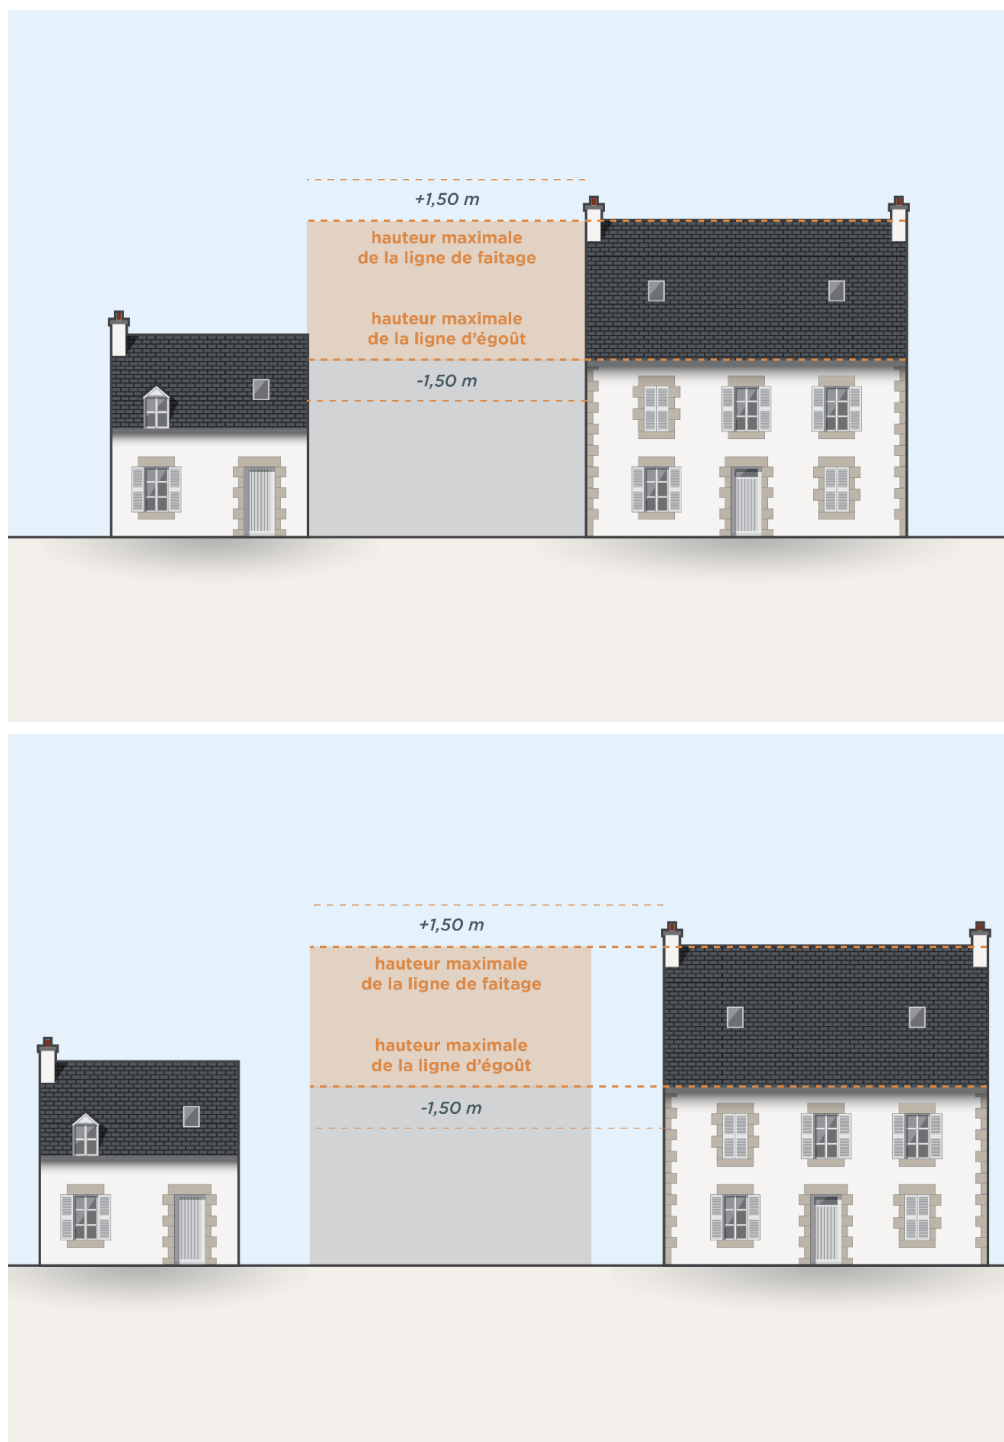 +1,50 m
hauteur maximale
de la ligne de faitage
hauteur maximale
de la ligne d'égoût
-1,50 m
+1,50 m
hauteur maximale
de la ligne de faitage
hauteur maximale
de la ligne d'égoût
-1,50 m